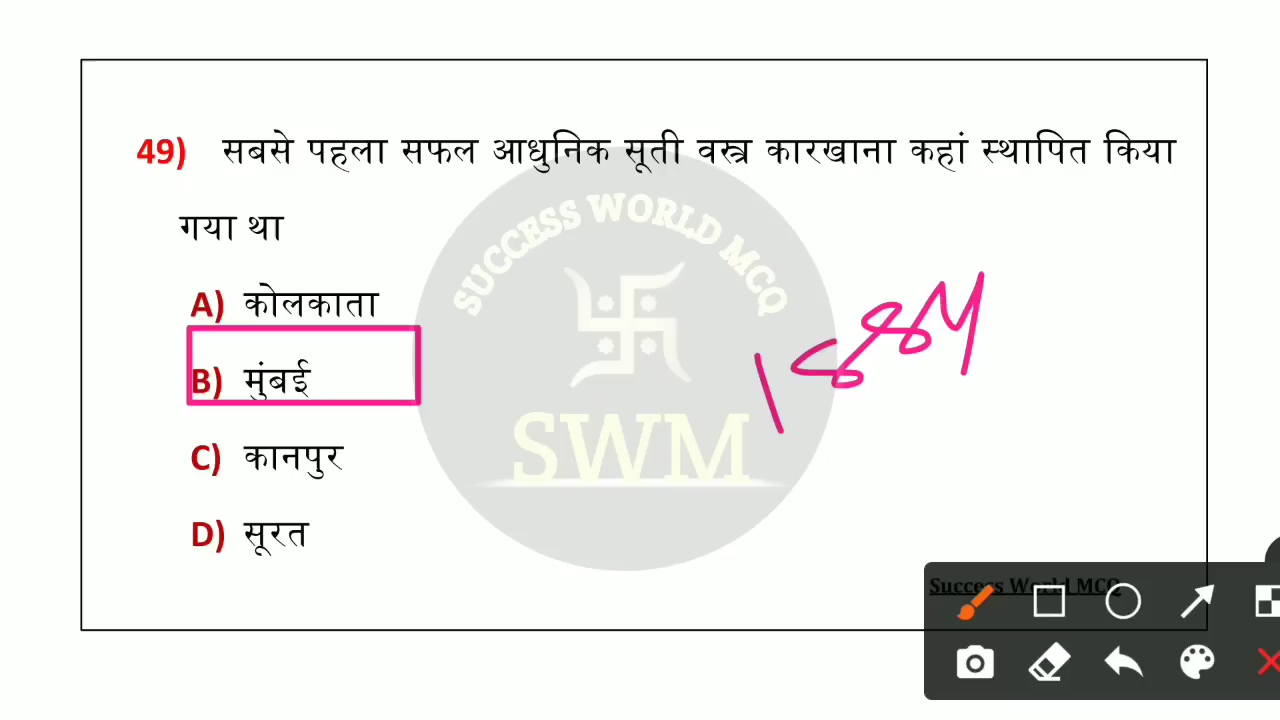 49) सबसे पहला सफल आधुनिक सूती वस्त्र कारखाना कहां स्थापित किया
गया था
A) कोलकाता
B) मुंबई
C) कानपुर
D) सूरत
SUCCESS WORLD MCQ
SWM
Success World MCQ